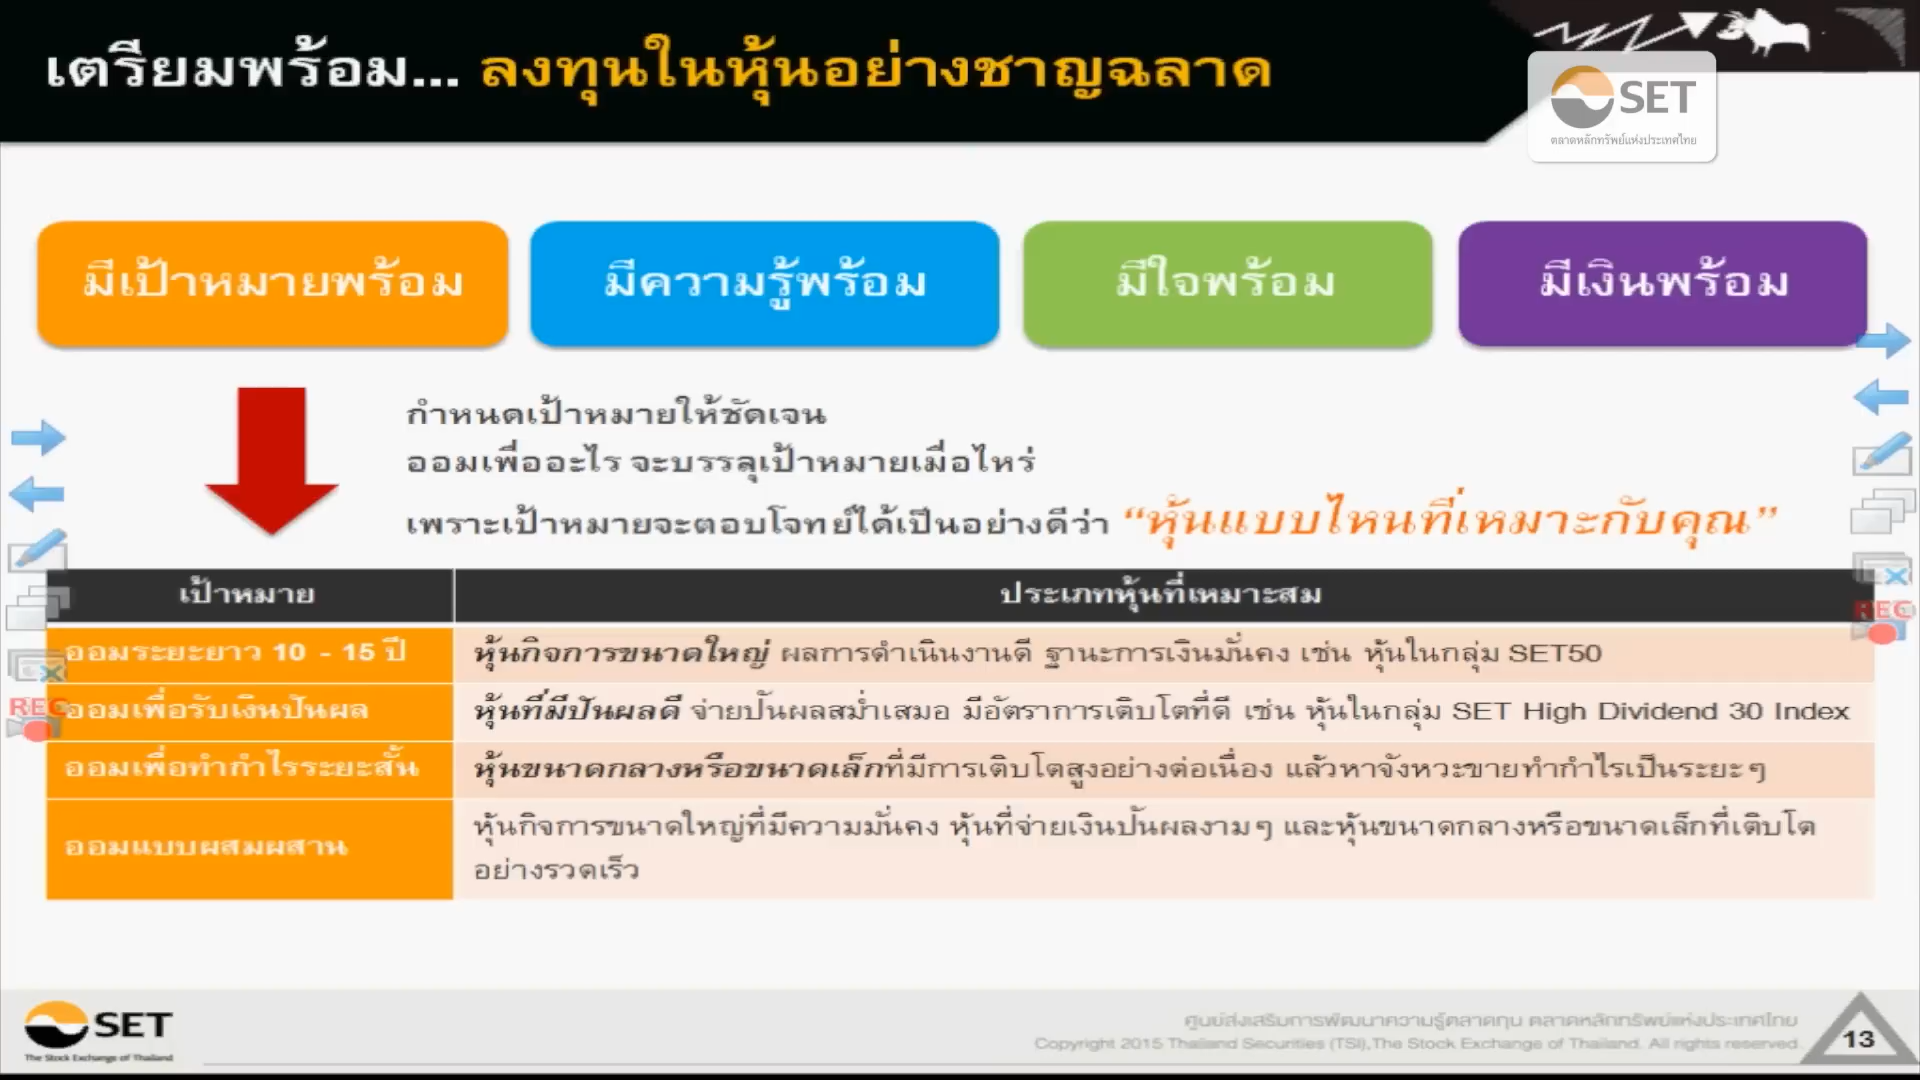 เตรียมพร้อม... ลงทุนในหุ้นอย่างชาญฉลาด
SET
ตลาดหลักทรัพย์แห่งประเทศไทย
มีเป้าหมายพร้อม
มีความรู้พร้อม
มีใจพร้อม
มีเงินพร้อม
กำหนดเป้าหมายให้ชัดเจน
ออมเพื่ออะไร จะบรรลุเป้าหมายเมื่อไหร่
เพราะเป้าหมายจะตอบโจทย์ได้เป็นอย่างดีว่า “หุ้นแบบไหนที่เหมาะกับคุณ”
เป้าหมาย
ประเภทหุ้นที่เหมาะสม
ออมระยะยาว 10 - 15 ปี
หุ้นกิจการขนาดใหญ่ ผลการดำเนินงานดี ฐานะการเงินมั่นคง เช่น หุ้นในกลุ่ม SET50
ออมเพื่อรับเงินปันผล
หุ้นที่มีปันผลดี จ่ายปันผลสม่ำเสมอ มีอัตราการเติบโตที่ดี เช่น หุ้นในกลุ่ม SET High Dividend 30 Index
ออมเพื่อทำกำไรระยะสั้น
หุ้นขนาดกลางหรือขนาดเล็กที่มีการเติบโตสูงอย่างต่อเนื่อง แล้วหาจังหวะขายทำกำไรเป็นระยะๆ
ออมแบบผสมผสาน
หุ้นกิจการขนาดใหญ่ที่มีความมั่นคง หุ้นที่จ่ายเงินปันผลงามๆ และหุ้นขนาดกลางหรือขนาดเล็กที่เติบโต
อย่างรวดเร็ว
REC
REC
SET
The Stock Exchange of Thailand
ศูนย์ส่งเสริมการพัฒนาความรู้ตลาดทุน ตลาดหลักทรัพย์แห่งประเทศไทย
Copyright 2015 Thailand Securities (TSI),The Stock Exchange of Thailand. All rights reserved.
13